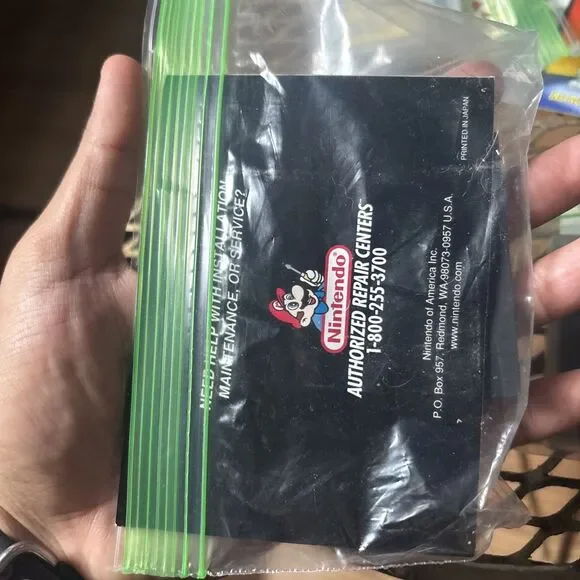 NEED HELP WITH INSTALLATION,
MAINTENANCE, OR SERVICE?
Nintendo®
AUTHORIZED REPAIR CENTERS™
1-800-255-3700
Nintendo of America Inc.
P.O. Box 957, Redmond, WA 98073-0957 U.S.A.
www.nintendo.com
PRINTED IN JAPAN